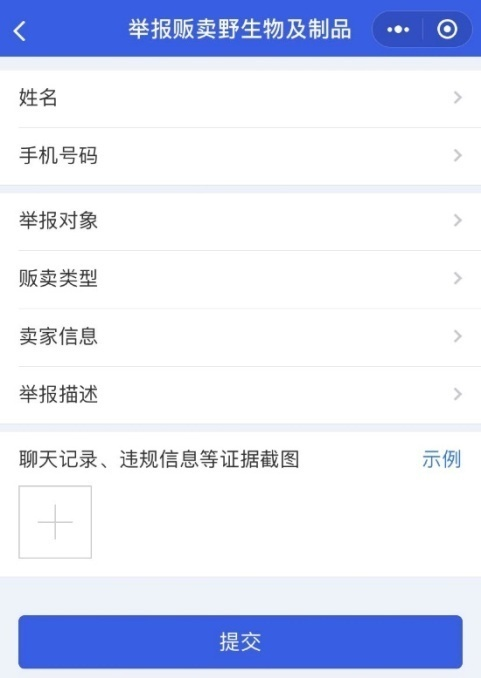 举报贩卖野生物及制品
姓名
手机号码
举报对象
贩卖类型
卖家信息
举报描述
聊天记录、违规信息等证据截图 示例
提交